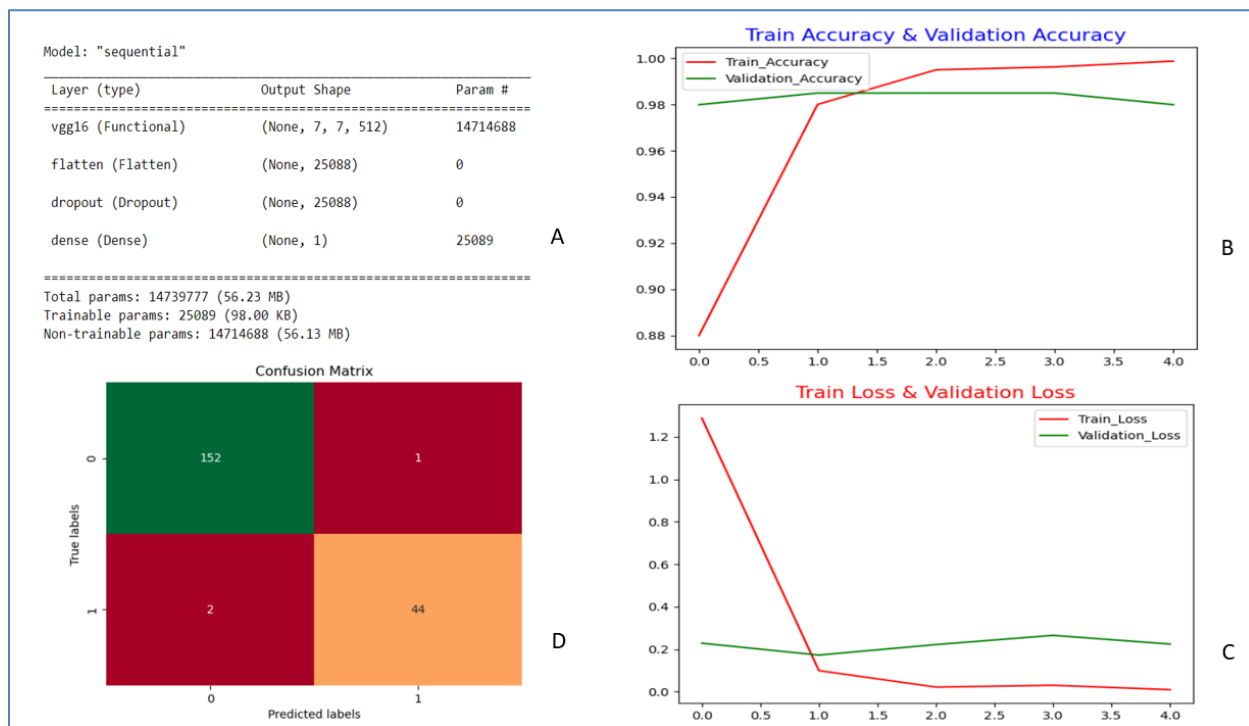 Model: "sequential"
Layer (type) Output Shape Param #
vgg16 (Functional) (None, 7, 7, 512) 14714688
flatten (Flatten) (None, 25088) 0
dropout (Dropout) (None, 25088) 0
dense (Dense) (None, 1) 25089
Total params: 14739777 (56.23 MB)
Trainable params: 25089 (98.00 KB)
Non-trainable params: 14714688 (56.13 MB)
A
Train Accuracy & Validation Accuracy
Train_Accuracy
Validation_Accuracy
1.00
0.98
0.96
0.94
0.92
0.90
0.88
0.0 0.5 1.0 1.5 2.0 2.5 3.0 3.5 4.0
B
Confusion Matrix
True labels
0
152 1
1
2 44
0 1
Predicted labels
D
Train Loss & Validation Loss
Train_Loss
Validation_Loss
1.2
1.0
0.8
0.6
0.4
0.2
0.0
0.0 0.5 1.0 1.5 2.0 2.5 3.0 3.5 4.0
C